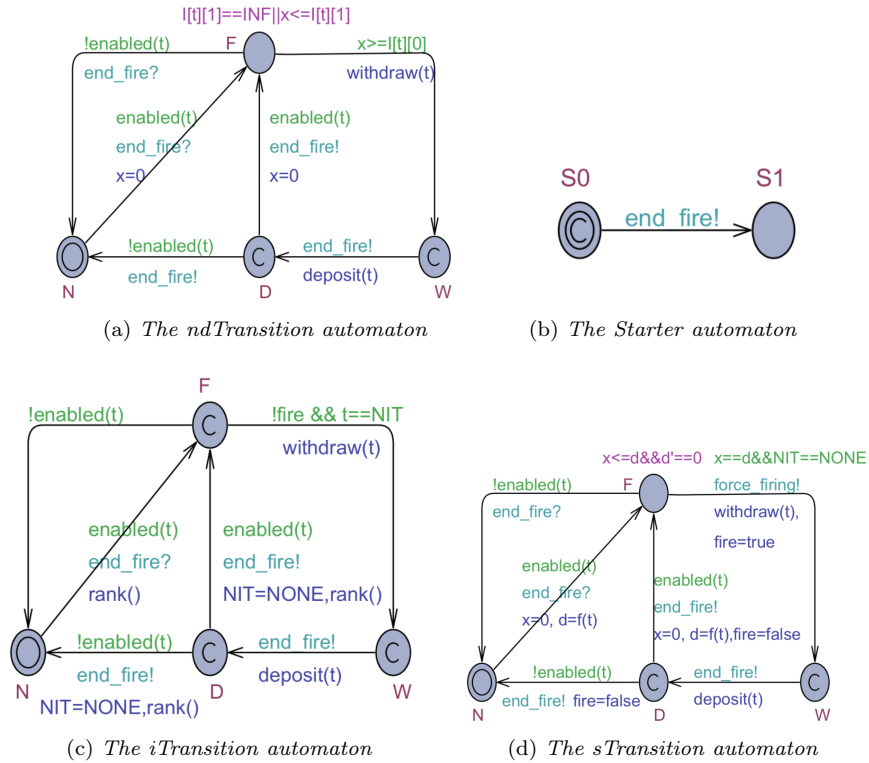 I[t][1]==INF||x<=I[t][1]
!enabled(t)
F
x>=I[t][0]
end_fire?
withdraw(t)
enabled(t)
enabled(t)
end_fire?
end_fire!
x=0
x=0
!enabled(t)
end_fire!
C
C
end_fire!
deposit(t)
N
D
W
(a) The ndTransition automaton
S0
S1
C
end_fire!
(b) The Starter automaton
F
!enabled(t)
C
!fire && t==NIT
withdraw(t)
enabled(t)
enabled(t)
end_fire?
end_fire!
rank()
NIT=NONE,rank()
!enabled(t)
end_fire!
C
C
end_fire!
deposit(t)
N
D
W
NIT=NONE,rank()
(c) The iTransition automaton
x<=d&&d'==0
x==d&&NIT==NONE
!enabled(t)
F
force_firing!
end_fire?
withdraw(t),
fire=true
enabled(t)
enabled(t)
end_fire?
end_fire!
x=0, d=f(t)
x=0, d=f(t),fire=false
!enabled(t)
end_fire!
C
C
end_fire! fire=false
deposit(t)
N
D
W
(d) The sTransition automaton